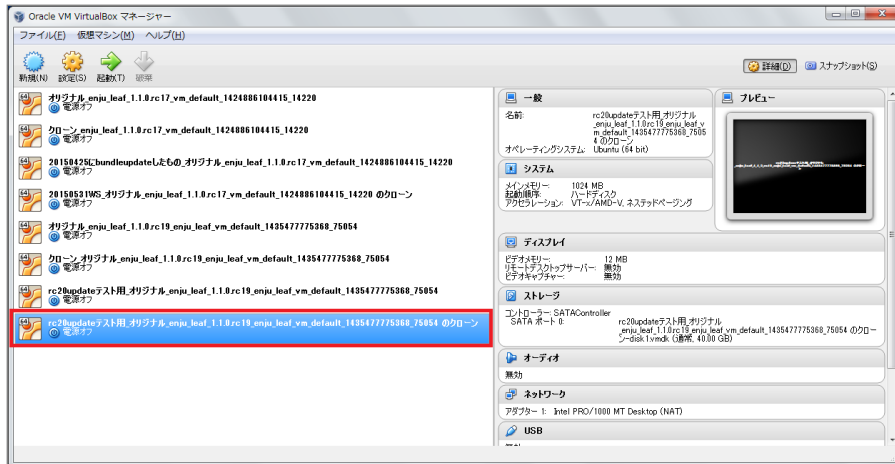 Oracle VM VirtualBox マネージャー
ファイル(F) 仮想マシン(M) ヘルプ(H)
新規(N) 設定(S) 起動(T) 破棄
詳細(D) スナップショット(S)
オリジナル_enju_leaf_1.1.0.rc17_vm_default_1424886104415_14220
電源オフ
クローン_enju_leaf_1.1.0.rc17_vm_default_1424886104415_14220
電源オフ
20150425にbundleupdateしたもの_オリジナル_enju_leaf_1.1.0.rc17_vm_default_1424886104415_14220
電源オフ
20150531WS_オリジナル_enju_leaf_1.1.0.rc17_vm_default_1424886104415_14220 のクローン
電源オフ
オリジナル_enju_leaf_1.1.0.rc19_enju_leaf_vm_default_1435477775368_75054
電源オフ
クローン_オリジナル_enju_leaf_1.1.0.rc19_enju_leaf_vm_default_1435477775368_75054
電源オフ
rc20updateテスト用_オリジナル_enju_leaf_1.1.0.rc19_enju_leaf_vm_default_1435477775368_75054
電源オフ
rc20updateテスト用_オリジナル_enju_leaf_1.1.0.rc19_enju_leaf_vm_default_1435477775368_75054 のクローン
電源オフ
一般
名前: rc20updateテスト用_オリジナル
_enju_leaf_1.1.0.rc19_enju_leaf_v
m_default_1435477775368_7505
4 のクローン
オペレーティングシステム: Ubuntu (64 bit)
プレビュー
システム
メインメモリー: 1024 MB
起動順序: ハードディスク
アクセラレーション: VT-x/AMD-V, ネステッドページング
ディスプレイ
ビデオメモリー: 12 MB
リモートデスクトップサーバー: 無効
ビデオキャプチャー: 無効
ストレージ
コントローラー: SATAController
SATA ポート 0: rc20updateテスト用_オリジナル
_enju_leaf_1.1.0.rc19_enju_leaf_vm_default_1435477775368_75054 のクロー
ン-disk1.vmdk (通常, 40.00 GB)
オーディオ
無効
ネットワーク
アダプター 1: Intel PRO/1000 MT Desktop (NAT)
USB